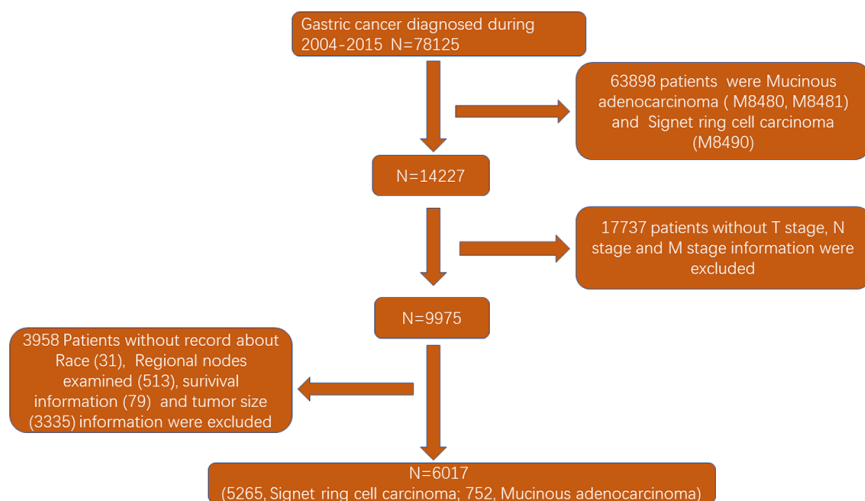 Gastric cancer diagnosed during
2004-2015 N=78125
63898 patients were Mucinous
adenocarcinoma ( M8480, M8481)
and Signet ring cell carcinoma
(M8490)
N=14227
17737 patients without T stage, N
stage and M stage information were
excluded
N=9975
3958 Patients without record about
Race (31), Regional nodes
examined (513), surivival
information (79) and tumor size
(3335) information were excluded
N=6017
(5265, Signet ring cell carcinoma; 752, Mucinous adenocarcinoma)